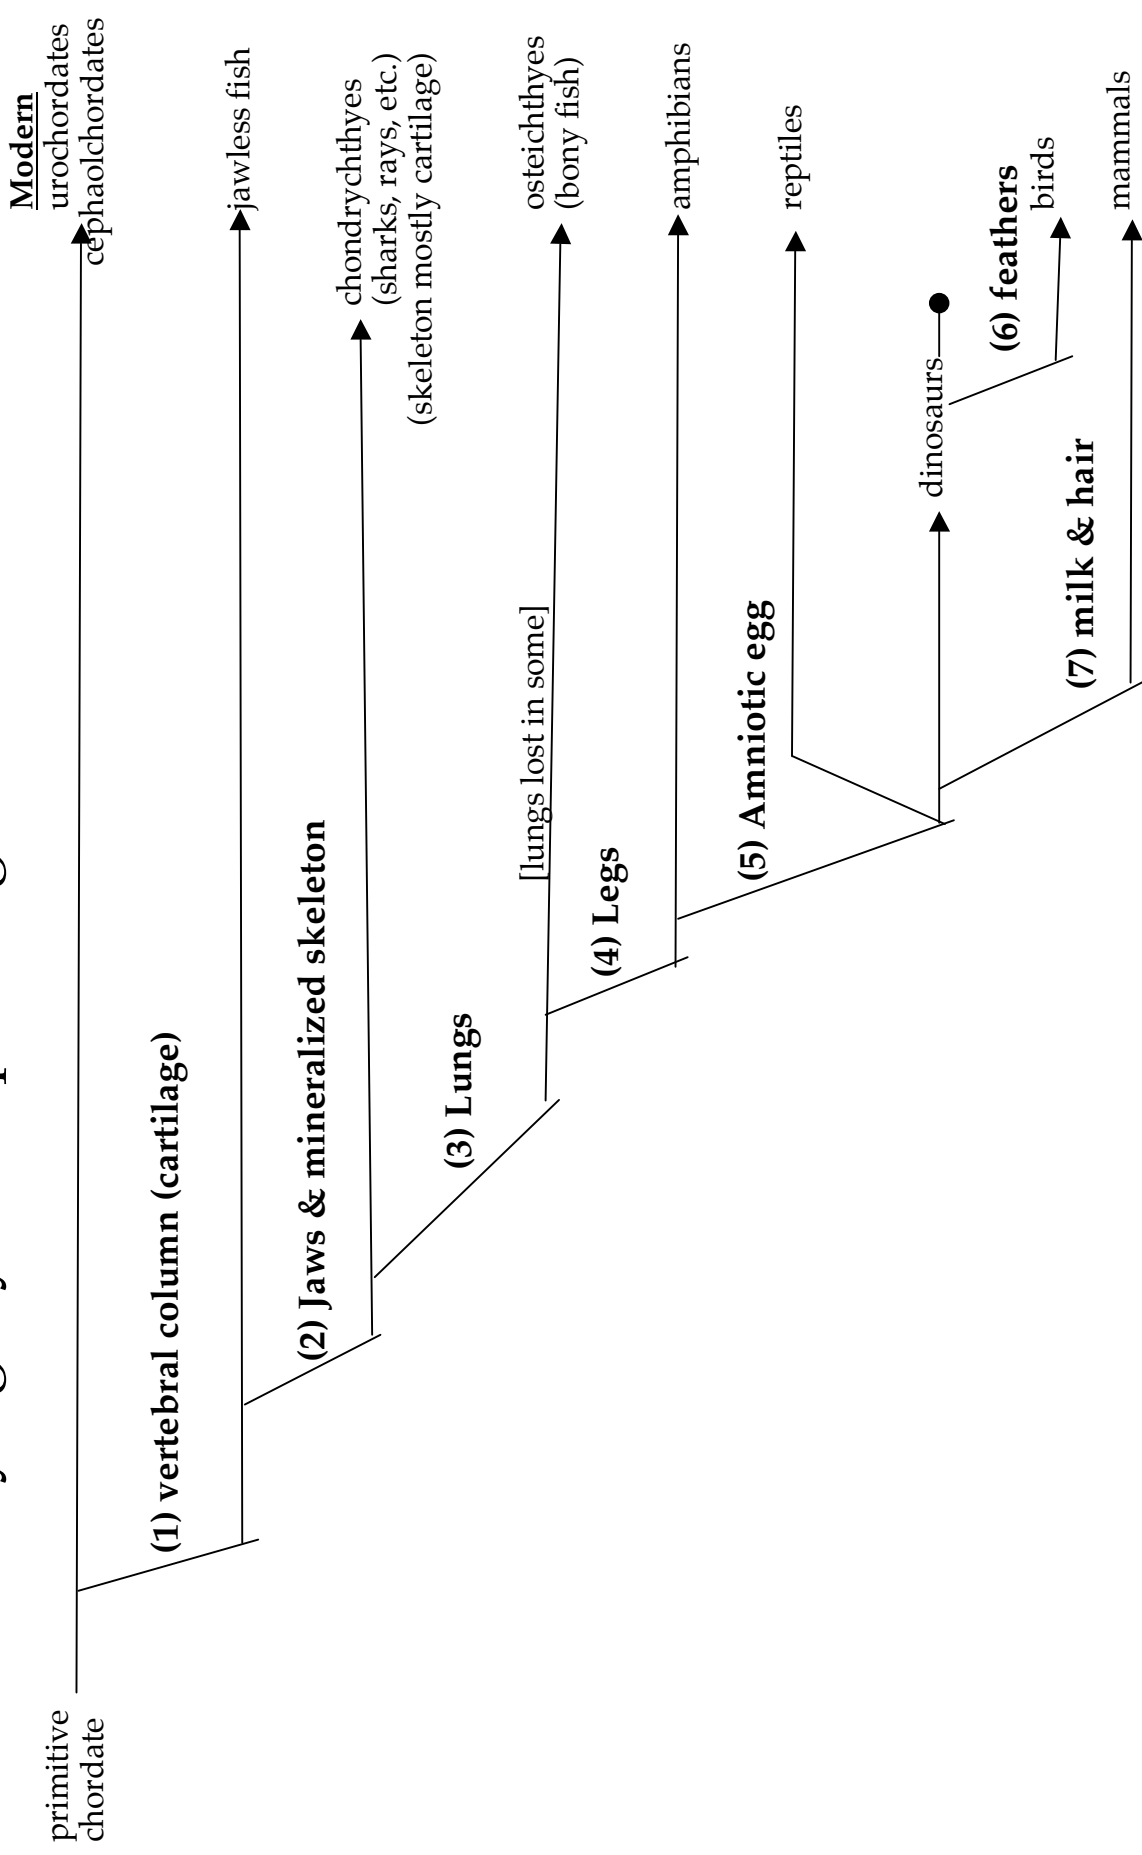 Modern
urochordates
cephaolchordates
primitive
chordate
(1) vertebral column (cartilage)
jawless fish
(2) Jaws & mineralized skeleton
chondrychthyes
(sharks, rays, etc.)
(skeleton mostly cartilage)
(3) Lungs
[lungs lost in some]
osteichthyes
(bony fish)
(4) Legs
amphibians
(5) Amniotic egg
reptiles
dinosaurs
(6) feathers
birds
(7) milk & hair
mammals